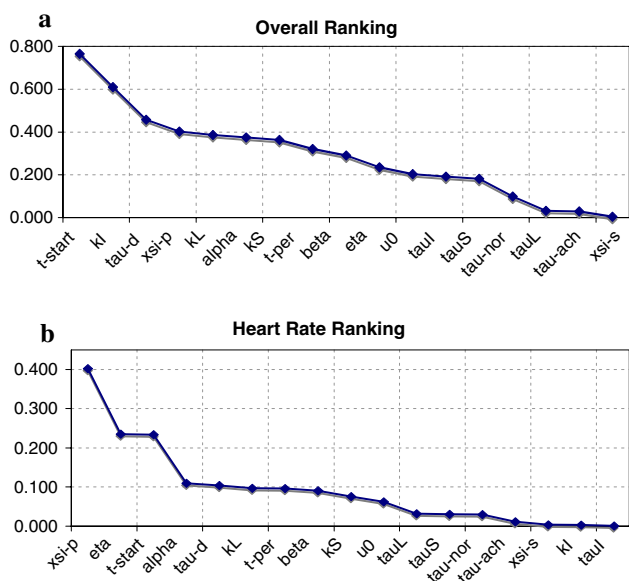 a
Overall Ranking
0.800
0.600
0.400
0.200
0.000
t-start
kI
tau-d
xsi-p
kL
alpha
kS
t-per
beta
eta
u0
tauI
tauS
tau-nor
tauL
tau-ach
xsi-s
b
Heart Rate Ranking
0.400
0.300
0.200
0.100
0.000
xsi-p
eta
t-start
alpha
tau-d
kL
t-per
beta
kS
u0
tauL
tauS
tau-nor
tau-ach
xsi-s
kI
tauI